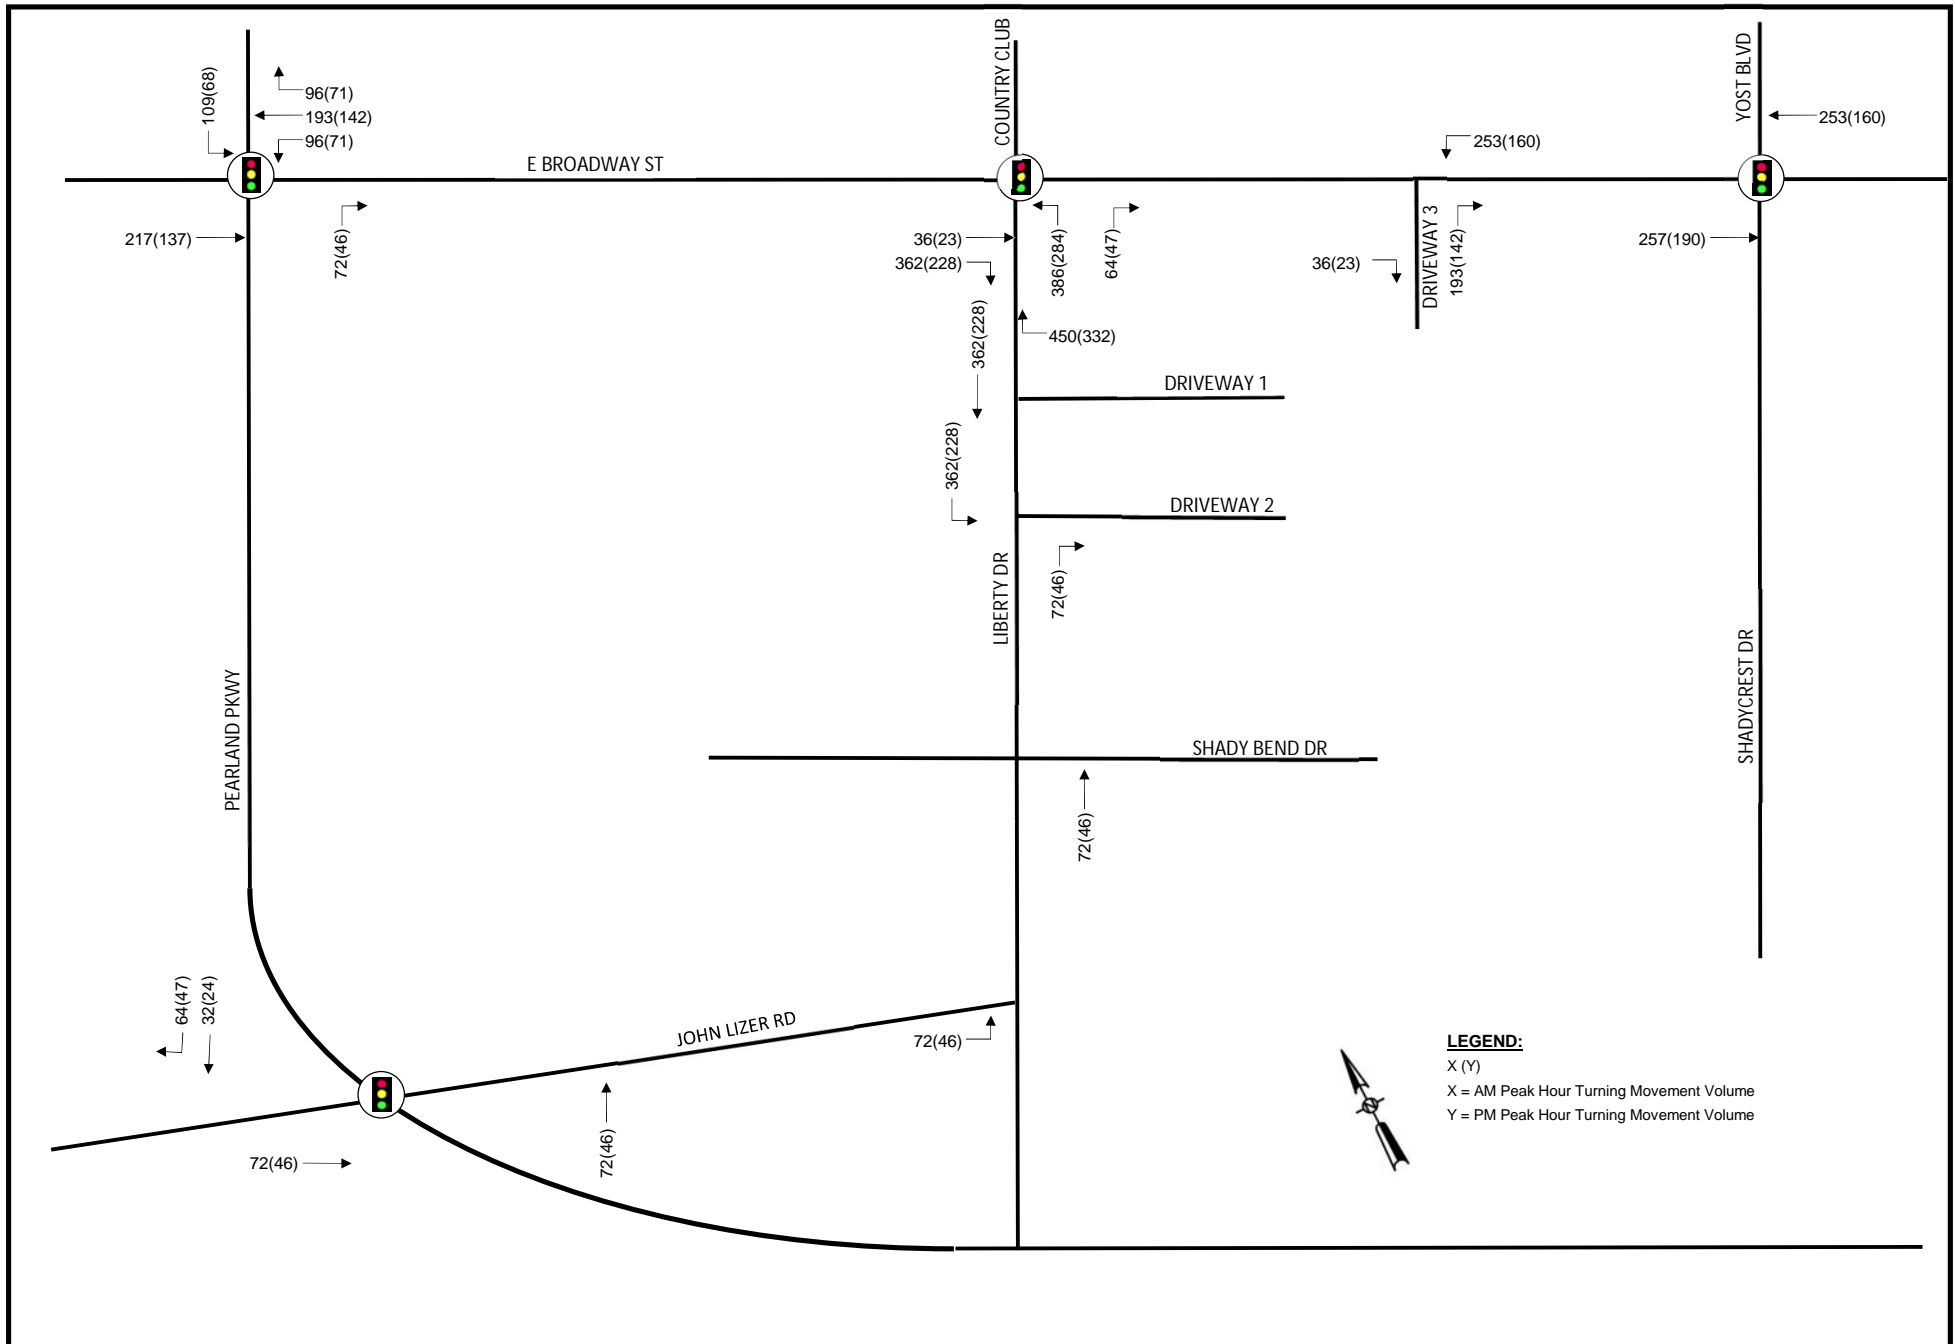 COUNTRY CLUB
YOST BLVD
109(68)
96(71)
193(142)
96(71)
253(160)
253(160)
E BROADWAY ST
217(137)
72(46)
36(23)
362(228)
386(284)
64(47)
36(23)
DRIVEWAY 3
193(142)
257(190)
362(228)
450(332)
DRIVEWAY 1
362(228)
DRIVEWAY 2
72(46)
LIBERTY DR
PEARLAND PKWY
SHADYCREST DR
SHADY BEND DR
72(46)
64(47)
32(24)
JOHN LIZER RD
72(46)
72(46)
72(46)
N
LEGEND:
X (Y)
X = AM Peak Hour Turning Movement Volume
Y = PM Peak Hour Turning Movement Volume